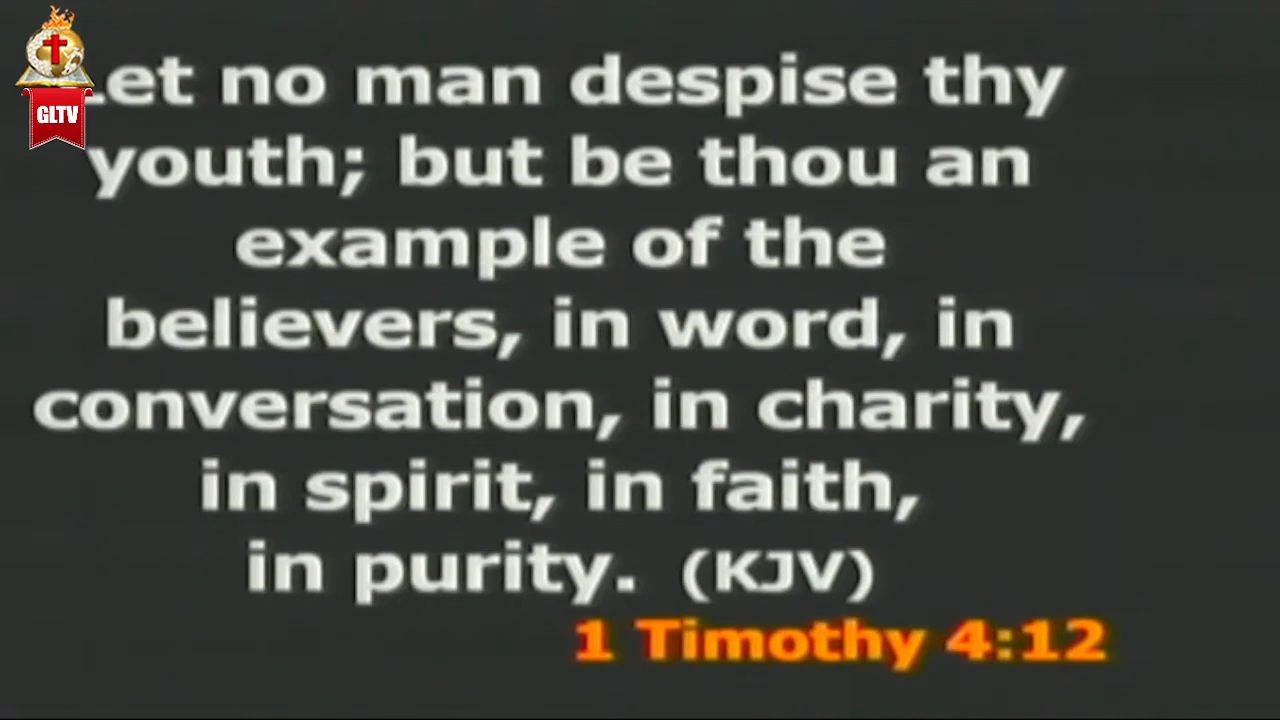 GLTV
Let no man despise thy
youth; but be thou an
example of the
believers, in word, in
conversation, in charity,
in spirit, in faith,
in purity. (KJV)
1 Timothy 4:12